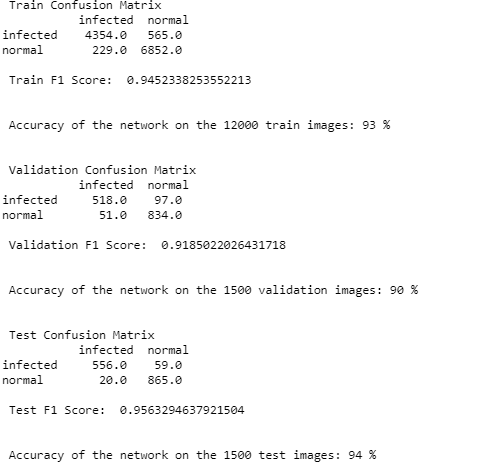 Train Confusion Matrix
infected normal
infected 4354.0 565.0
normal 229.0 6852.0
Train F1 Score: 0.9452338253552213
Accuracy of the network on the 12000 train images: 93 %
Validation Confusion Matrix
infected normal
infected 518.0 97.0
normal 51.0 834.0
Validation F1 Score: 0.9185022026431718
Accuracy of the network on the 1500 validation images: 90 %
Test Confusion Matrix
infected normal
infected 556.0 59.0
normal 20.0 865.0
Test F1 Score: 0.9563294637921504
Accuracy of the network on the 1500 test images: 94 %